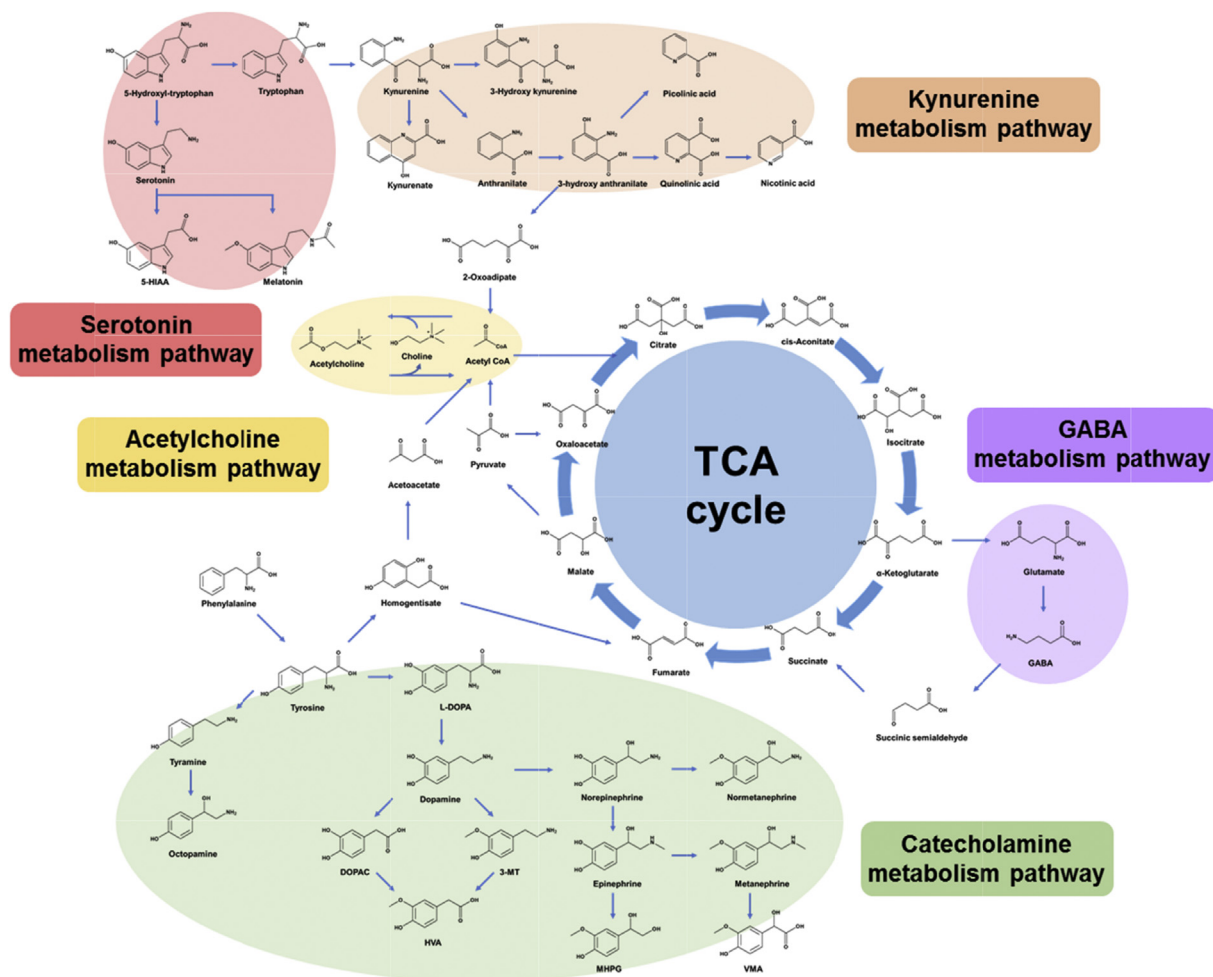 5-Hydroxyl-tryptophan
Tryptophan
Kynurenine
3-Hydroxy kynurenine
Picolinic acid
Kynurenine
metabolism pathway
Serotonin
Kynurenate
Anthranilate
3-hydroxy anthranilate
Quinolinic acid
Nicotinic acid
5-HIAA
Melatonin
2-Oxoadipate
Serotonin
metabolism pathway
Acetylcholine
Choline
Acetyl CoA
Citrate
cis-Aconitate
Acetylcholine
metabolism pathway
Acetoacetate
Pyruvate
Oxaloacetate
Isocitrate
TCA
cycle
GABA
metabolism pathway
Malate
α-Ketoglutarate
Glutamate
Phenylalasine
Homogentisate
Fumarate
Succinate
GABA
Succinic semialdehyde
Tyrosine
L-DOPA
Tyramine
Dopamine
Norepinephrine
Normetanephrine
Octopamine
DOPAC
3-MT
Epinephrine
Metanephrine
Catecholamine
metabolism pathway
HVA
MHPG
VMA